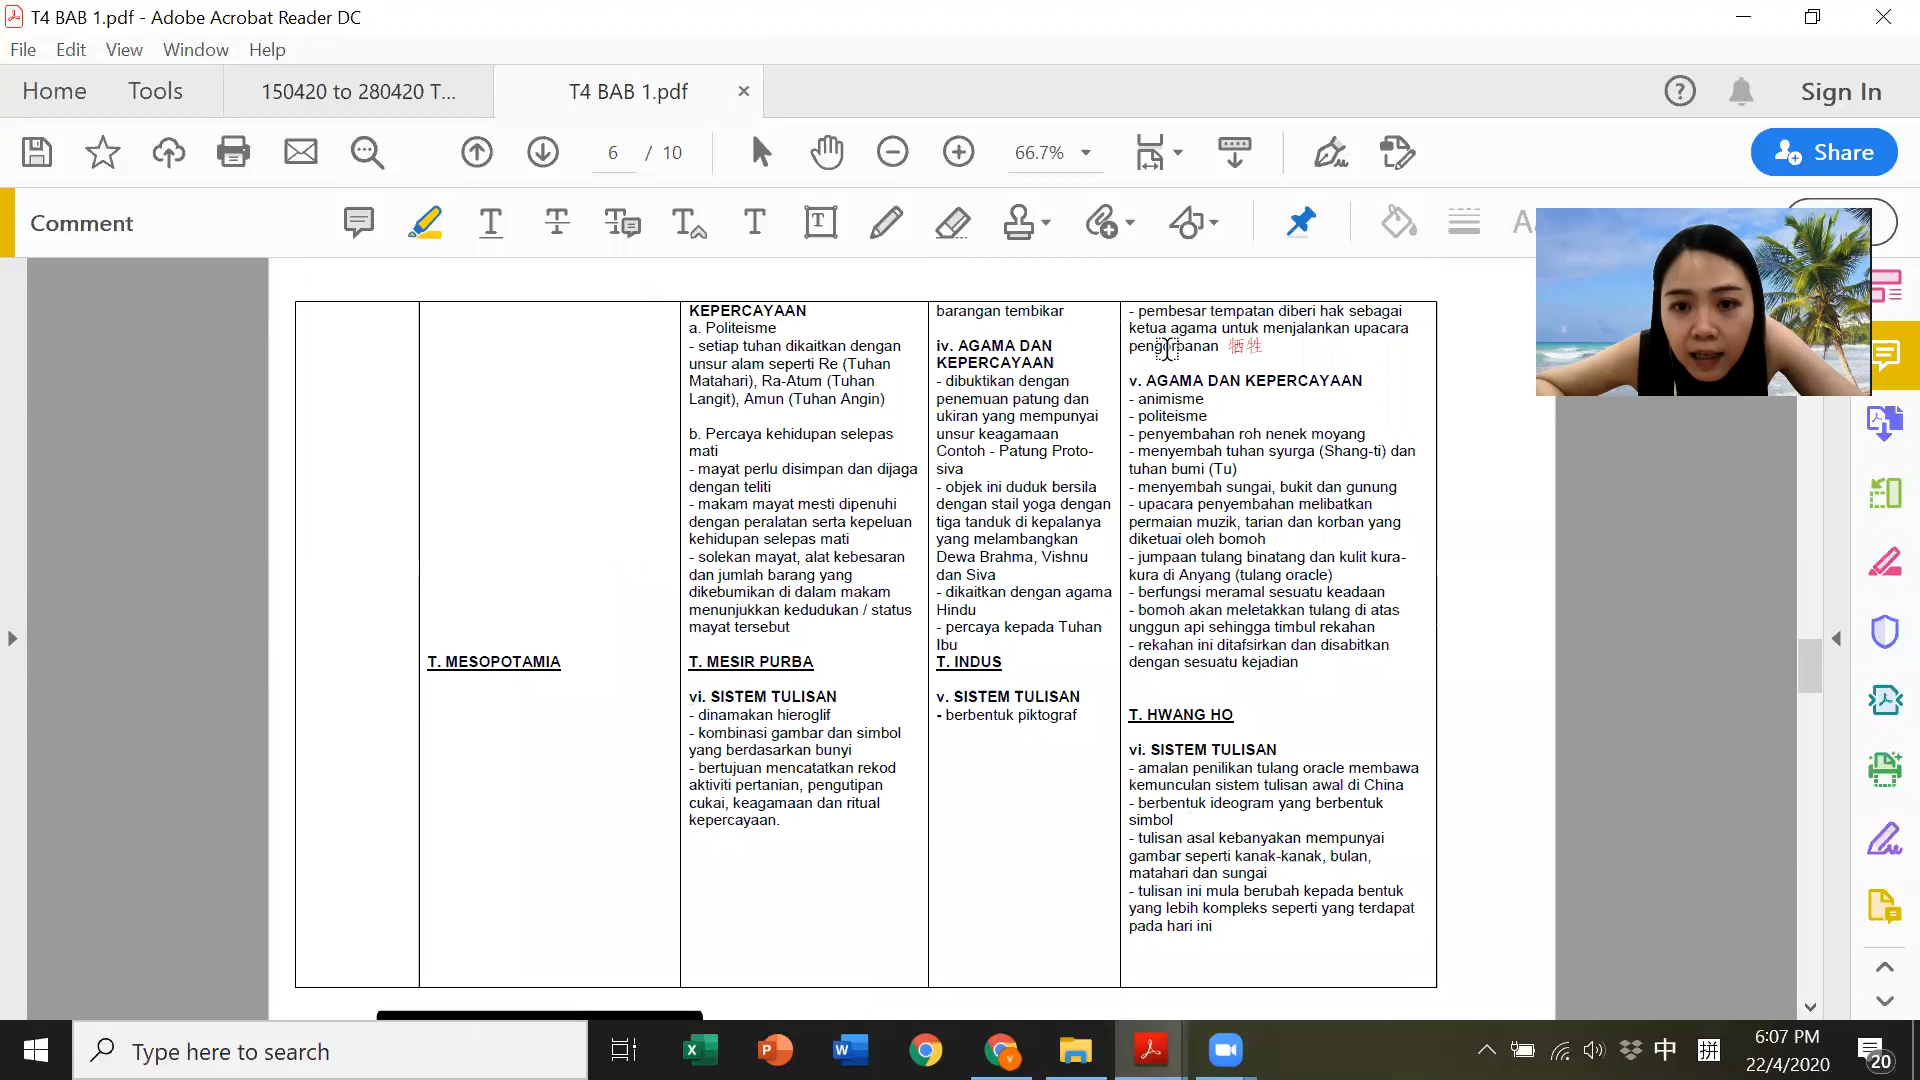 T4 BAB 1.pdf - Adobe Acrobat Reader DC
File Edit View Window Help
Home Tools 150420 to 280420 T... T4 BAB 1.pdf × Sign In
6 / 10 66.7% Share
Comment
KEPERCAYAAN
a. Politeisme
- setiap tuhan dikaitkan dengan
unsur alam seperti Re (Tuhan
Matahari), Ra-Atum (Tuhan
Langit), Amun (Tuhan Angin)
b. Percaya kehidupan selepas
mati
- mayat perlu disimpan dan dijaga
dengan teliti
- makam mayat mesti dipenuhi
dengan peralatan serta kepeluan
kehidupan selepas mati
- solekan mayat, alat kebesaran
dan jumlah barang yang
dikebumikan di dalam makam
menunjukkan kedudukan / status
mayat tersebut
barangan tembikar
iv. AGAMA DAN
KEPERCAYAAN
- dibuktikan dengan
penemuan patung dan
ukiran yang mempunyai
unsur keagamaan
Contoh - Patung Proto-
siva
- objek ini duduk bersila
dengan stail yoga dengan
tiga tanduk di kepalanya
yang melambangkan
Dewa Brahma, Vishnu
dan Siva
- dikaitkan dengan agama
Hindu
- percaya kepada Tuhan
Ibu
- pembesar tempatan diberi hak sebagai
ketua agama untuk menjalankan upacara
pengorbanan 牺牲
v. AGAMA DAN KEPERCAYAAN
- animisme
- politeisme
- penyembahan roh nenek moyang
- menyembah tuhan syurga (Shang-ti) dan
tuhan bumi (Tu)
- menyembah sungai, bukit dan gunung
- upacara penyembahan melibatkan
permaian muzik, tarian dan korban yang
diketuai oleh bomoh
- jumpaan tulang binatang dan kulit kura-
kura di Anyang (tulang oracle)
- berfungsi meramal sesuatu keadaan
- bomoh akan meletakkan tulang di atas
unggun api sehingga timbul rekahan
- rekahan ini ditafsirkan dan disabitkan
dengan sesuatu kejadian
T. MESOPOTAMIA
T. MESIR PURBA
vi. SISTEM TULISAN
- dinamakan hieroglif
- kombinasi gambar dan simbol
yang berdasarkan bunyi
- bertujuan mencatatkan rekod
aktiviti pertanian, pengutipan
cukai, keagamaan dan ritual
kepercayaan.
T. INDUS
v. SISTEM TULISAN
- berbentuk piktograf
T. HWANG HO
vi. SISTEM TULISAN
- amalan penilikan tulang oracle membawa
kemunculan sistem tulisan awal di China
- berbentuk ideogram yang berbentuk
simbol
- tulisan asal kebanyakan mempunyai
gambar seperti kanak-kanak, bulan,
matahari dan sungai
- tulisan ini mula berubah kepada bentuk
yang lebih kompleks seperti yang terdapat
pada hari ini
Type here to search
中 拼 6:07 PM
22/4/2020
20